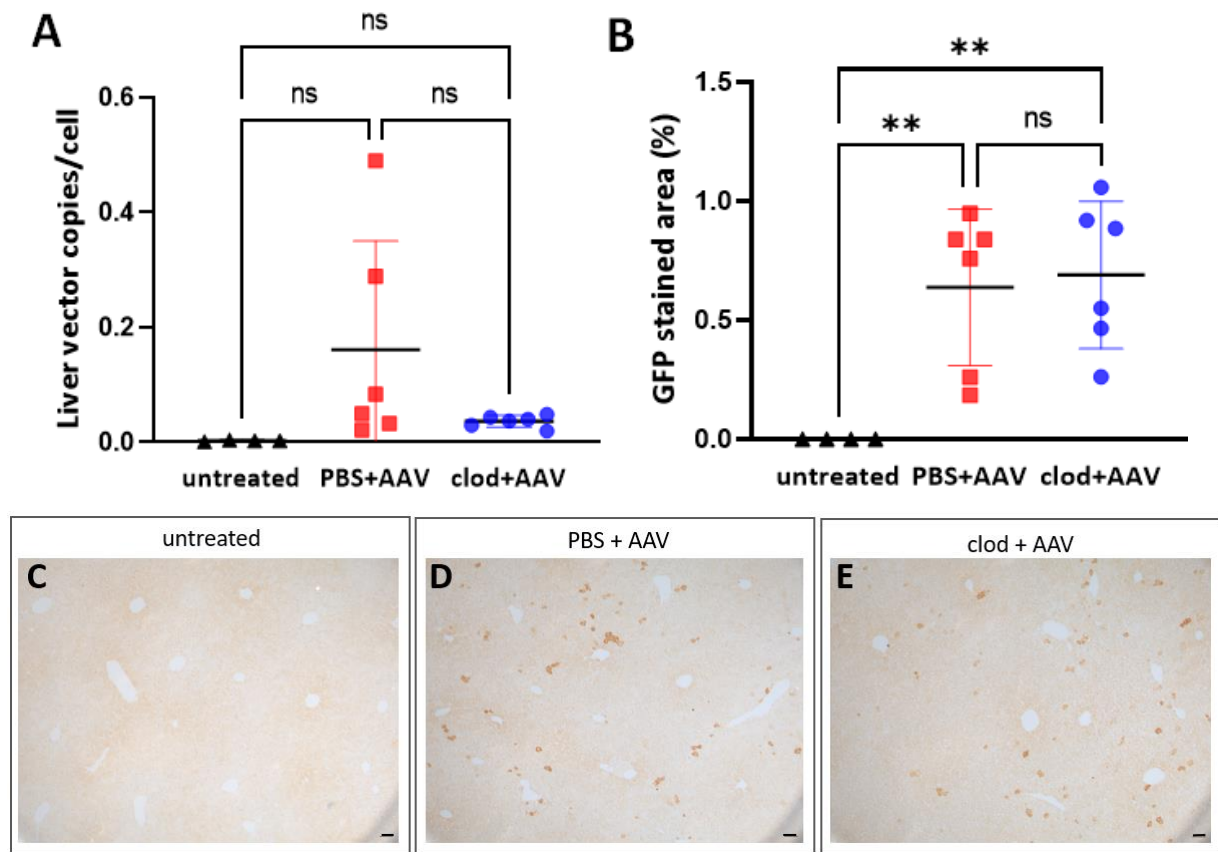 A
ns
ns
ns
Liver vector copies/cell
0.6
0.4
0.2
0.0
untreated
PBS+AAV
clod+AAV
B
**
**
ns
GFP stained area (%)
1.5
1.0
0.5
0.0
untreated
PBS+AAV
clod+AAV
untreated
C
PBS + AAV
D
clod + AAV
E